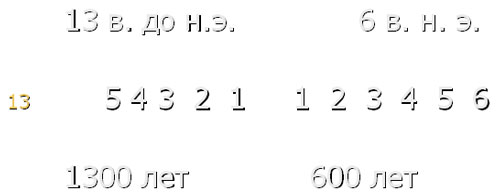 13 в. до н.э. 6 в. н. э.
13 5 4 3 2 1 1 2 3 4 5 6
1300 лет 600 лет